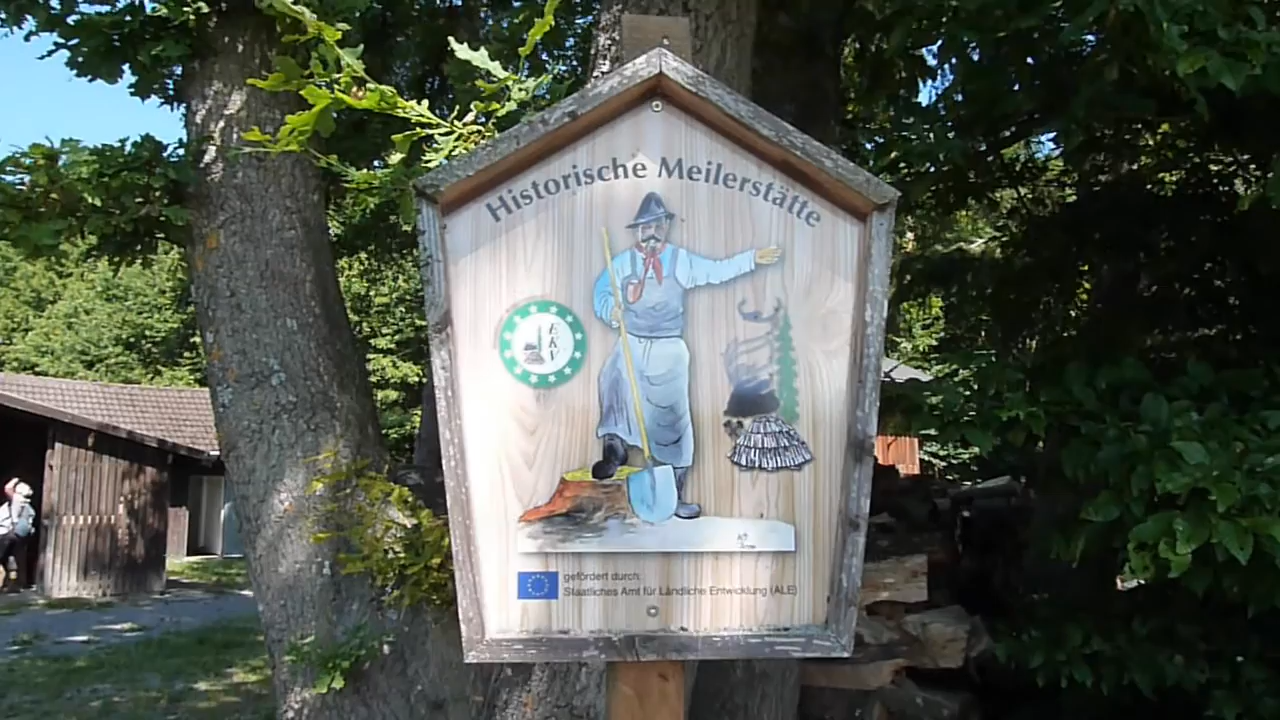 Historische Meilerstätte
EKV
gefördert durch:
Staatliches Amt für Ländliche Entwicklung (ALE)